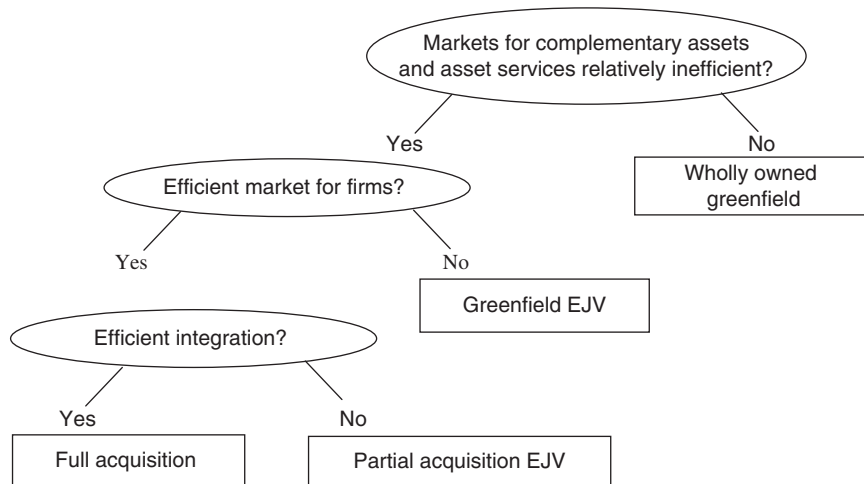 Markets for complementary assets
and asset services relatively inefficient?
Yes
No
Efficient market for firms?
Wholly owned
greenfield
Yes
No
Greenfield EJV
Efficient integration?
Yes
No
Full acquisition
Partial acquisition EJV